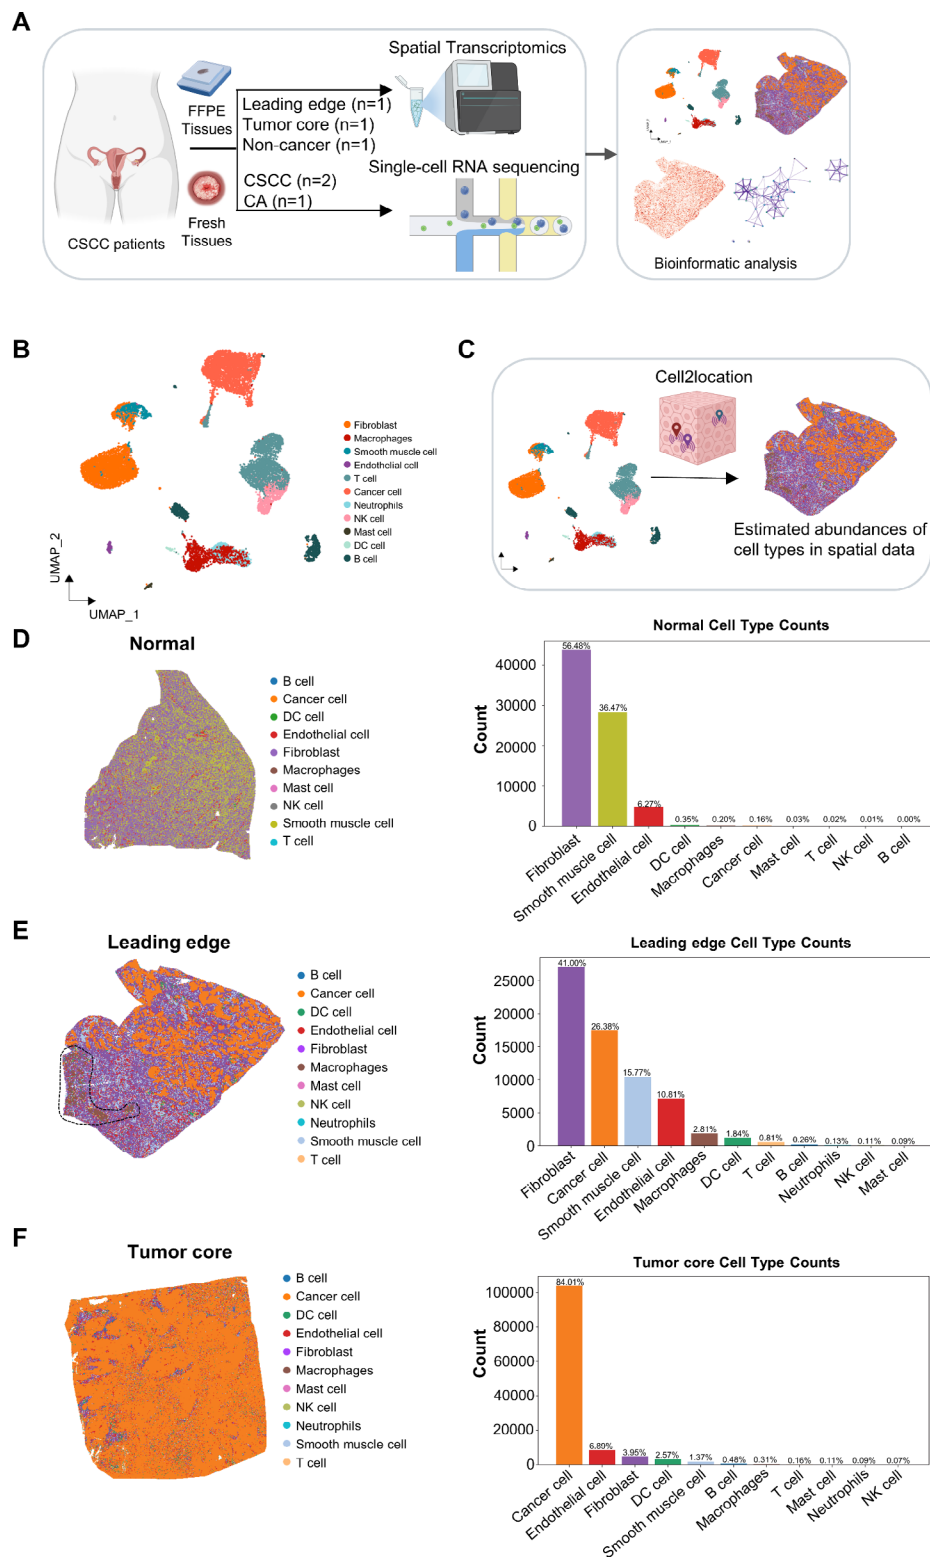 A
Spatial Transcriptomics
FFPE
Tissues
Leading edge (n=1)
Tumor core (n=1)
Non-cancer (n=1)
Single-cell RNA sequencing
CSCC (n=2)
CA (n=1)
Fresh
Tissues
CSCC patients
UMAP_2
UMAP_1
Bioinformatic analysis
B
Fibroblast
Macrophages
Smooth muscle cell
Endothelial cell
T cell
Cancer cell
Neutrophils
NK cell
Mast cell
DC cell
B cell
UMAP_2
UMAP_1
C
Cell2location
Estimated abundances of
cell types in spatial data
D
Normal
B cell
Cancer cell
DC cell
Endothelial cell
Fibroblast
Macrophages
Mast cell
NK cell
Smooth muscle cell
T cell
Normal Cell Type Counts
Count
40000
30000
20000
10000
0
56.48%
36.47%
6.27%
0.35%
0.20%
0.16%
0.03%
0.02%
0.01%
0.00%
Fibroblast
Smooth muscle cell
Endothelial cell
DC cell
Macrophages
Cancer cell
Mast cell
T cell
NK cell
B cell
E
Leading edge
B cell
Cancer cell
DC cell
Endothelial cell
Fibroblast
Macrophages
Mast cell
NK cell
Neutrophils
Smooth muscle cell
T cell
Leading edge Cell Type Counts
Count
25000
20000
15000
10000
5000
0
41.00%
26.38%
15.77%
10.81%
2.81%
1.84%
0.81%
0.26%
0.13%
0.11%
0.09%
Fibroblast
Cancer cell
Smooth muscle cell
Endothelial cell
Macrophages
DC cell
T cell
B cell
Neutrophils
NK cell
Mast cell
F
Tumor core
B cell
Cancer cell
DC cell
Endothelial cell
Fibroblast
Macrophages
Mast cell
NK cell
Neutrophils
Smooth muscle cell
T cell
Tumor core Cell Type Counts
Count
100000
80000
60000
40000
20000
0
84.01%
6.89%
3.95%
2.57%
1.37%
0.48%
0.31%
0.16%
0.11%
0.09%
0.07%
Cancer cell
Endothelial cell
Fibroblast
DC cell
Smooth muscle cell
B cell
Macrophages
T cell
Mast cell
Neutrophils
NK cell